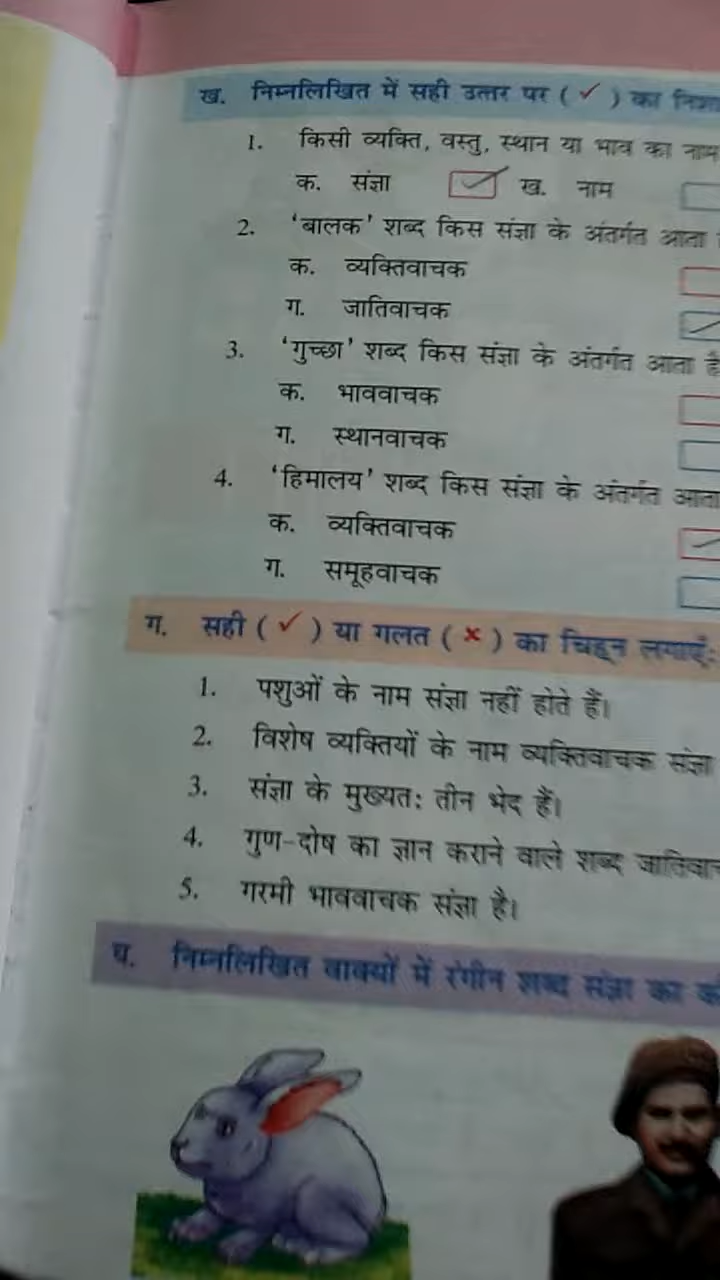 ख. निम्नलिखित में सही उत्तर पर ( ✓ ) का
1. किसी व्यक्ति, वस्तु, स्थान या भाव का नाम
क. संज्ञा ख. नाम
2. 'बालक' शब्द किस संज्ञा के अंतर्गत आता
क. व्यक्तिवाचक
ग. जातिवाचक
3. 'गुच्छा' शब्द किस संज्ञा के अंतर्गत आता है
क. भाववाचक
ग. स्थानवाचक
4. 'हिमालय' शब्द किस संज्ञा के अंतर्गत आता
क. व्यक्तिवाचक
ग. समूहवाचक
ग. सही ( ✓ ) या गलत ( × ) का चिह्न लगाएँ:
1. पशुओं के नाम संज्ञा नहीं होते हैं।
2. विशेष व्यक्तियों के नाम व्यक्तिवाचक संज्ञा
3. संज्ञा के मुख्यत: तीन भेद हैं।
4. गुण-दोष का ज्ञान कराने वाले शब्द
5. गरमी भाववाचक संज्ञा है।
घ. निम्नलिखित वाक्यों में रंगीन शब्द संज्ञा का